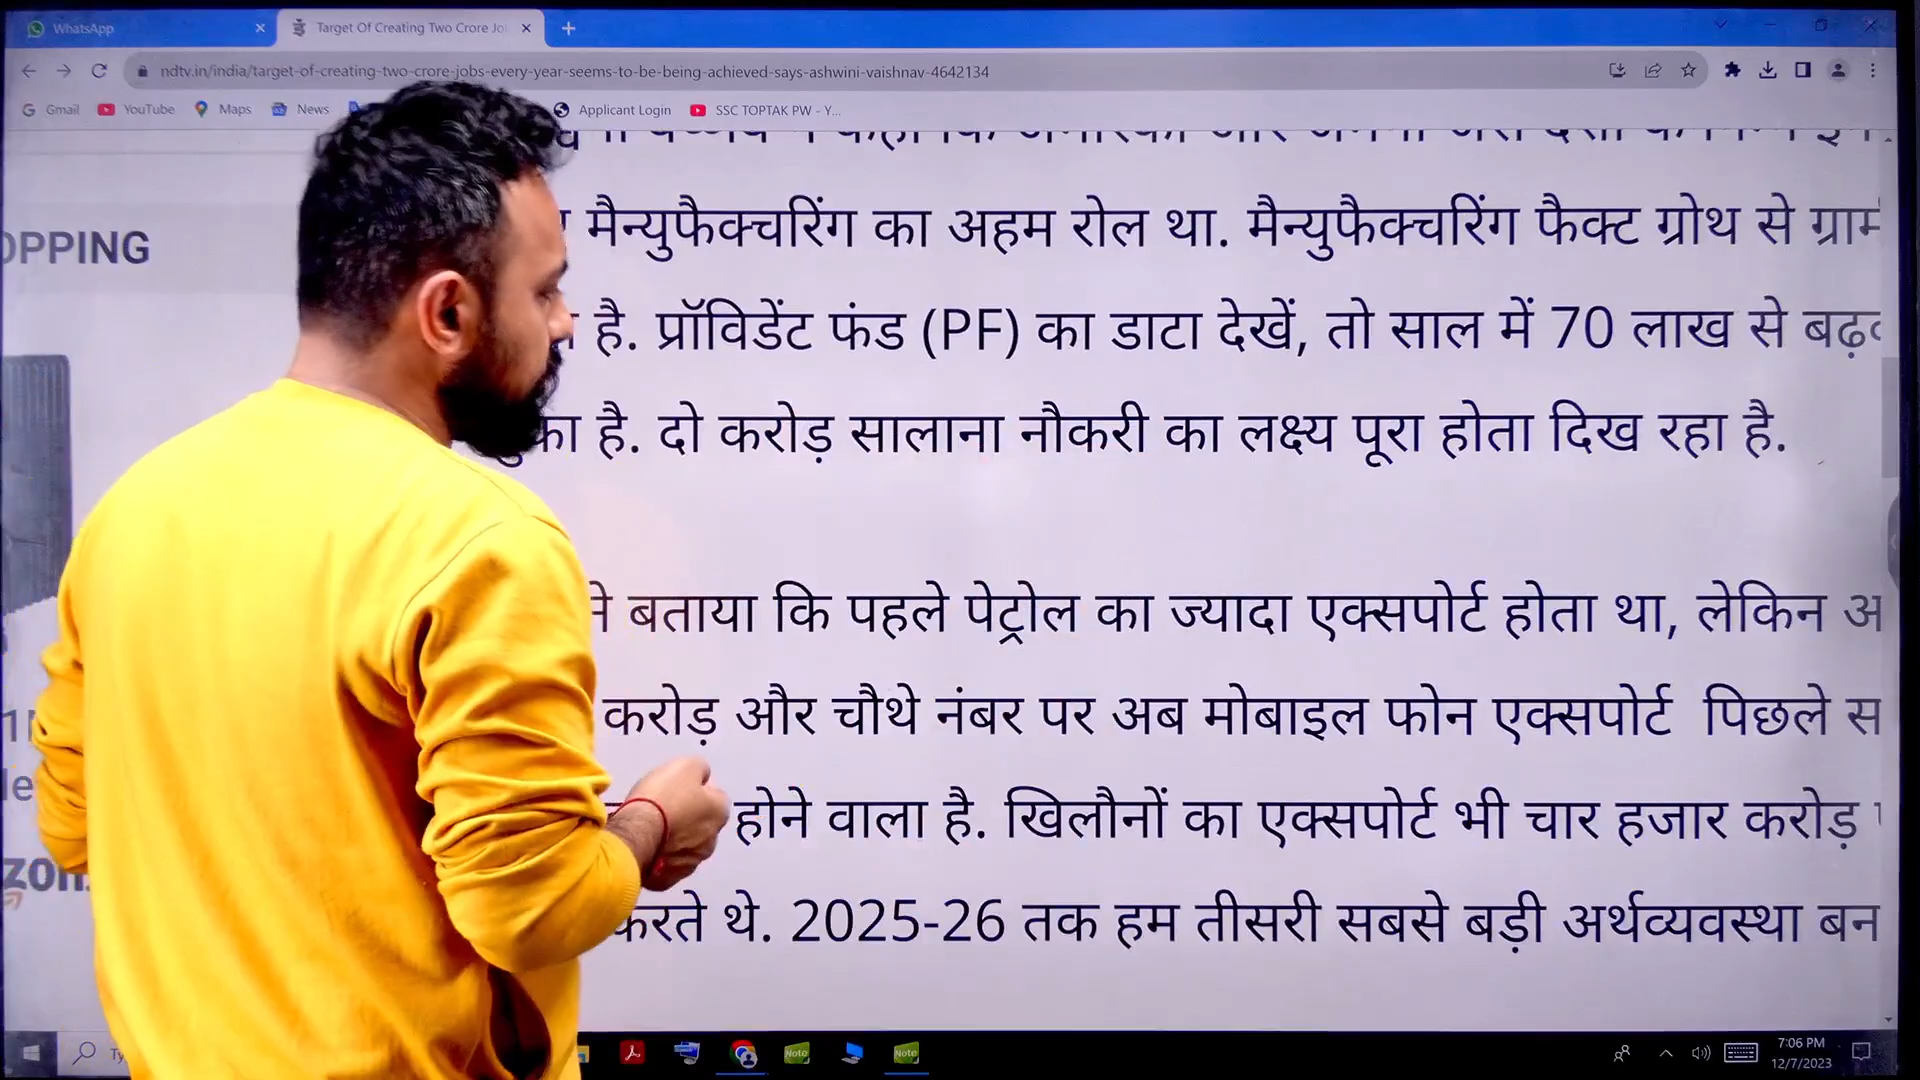 WhatsApp
Target Of Creating Two Crore Jo
ndtv.in/india/target-of-creating-two-crore-jobs-every-year-seems-to-be-being-achieved-says-ashwini-vaishnav-4642134
Gmail YouTube Maps News Applicant Login SSC TOPTAK PW - Y...
OPPING
मैन्युफैक्चरिंग का अहम रोल था. मैन्युफैक्चरिंग फैक्ट ग्रोथ से
है. प्रॉविडेंट फंड (PF) का डाटा देखें, तो साल में 70 लाख से
है. दो करोड़ सालाना नौकरी का लक्ष्य पूरा होता दिख रहा है.
ने बताया कि पहले पेट्रोल का ज्यादा एक्सपोर्ट होता था, लेकिन
करोड़ और चौथे नंबर पर अब मोबाइल फोन एक्सपोर्ट पिछले
होने वाला है. खिलौनों का एक्सपोर्ट भी चार हजार करोड़
करते थे. 2025-26 तक हम तीसरी सबसे बड़ी अर्थव्यवस्था बन
Note
Note
7:06 PM
12/7/2023